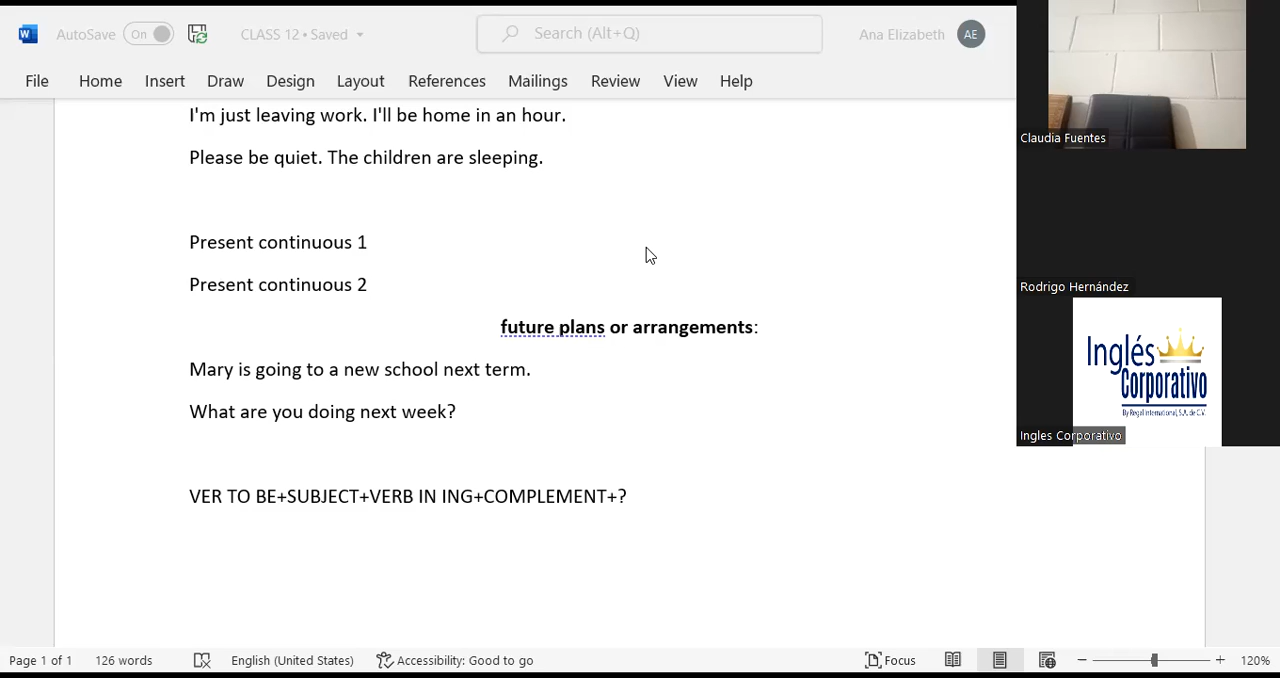 AutoSave On CLASS 12 • Saved Search (Alt+Q) Ana Elizabeth AE
File Home Insert Draw Design Layout References Mailings Review View Help
I'm just leaving work. I'll be home in an hour.
Please be quiet. The children are sleeping.
Present continuous 1
Present continuous 2
future plans or arrangements:
Mary is going to a new school next term.
What are you doing next week?
VER TO BE+SUBJECT+VERB IN ING+COMPLEMENT+?
Claudia Fuentes
Rodrigo Hernández
Inglés
Corporativo
By Regal International, S.A. de C.V.
Ingles Corporativo
Page 1 of 1 126 words English (United States) Accessibility: Good to go Focus 120%